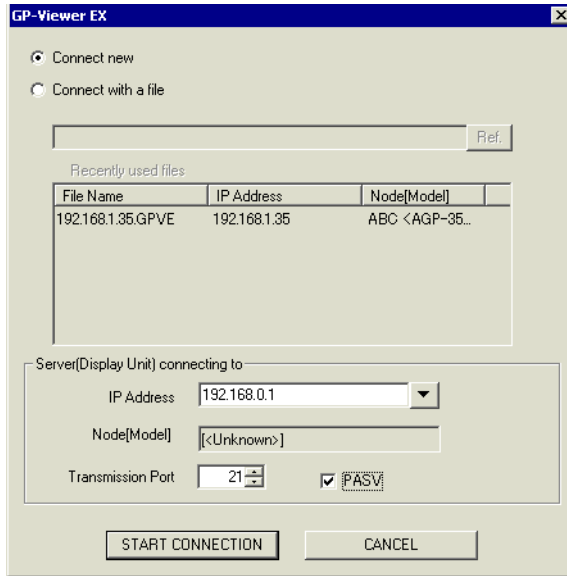 GP-Viewer EX
Connect new
Connect with a file
Ref.
Recently used files
File Name IP Address Node[Model]
192.168.1.35.GPVE 192.168.1.35 ABC <AGP-35...
Server(Display Unit) connecting to
IP Address 192.168.0.1
Node[Model] [<Unknown>]
Transmission Port 21 PASV
START CONNECTION CANCEL